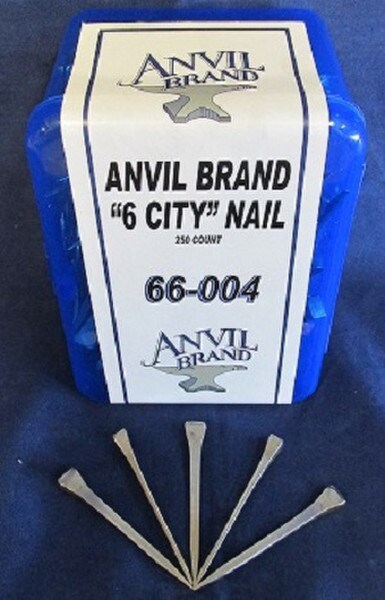 ANVIL
BRAND
ANVIL BRAND
“6 CITY” NAIL
250 COUNT
66-004
ANVIL
BRAND